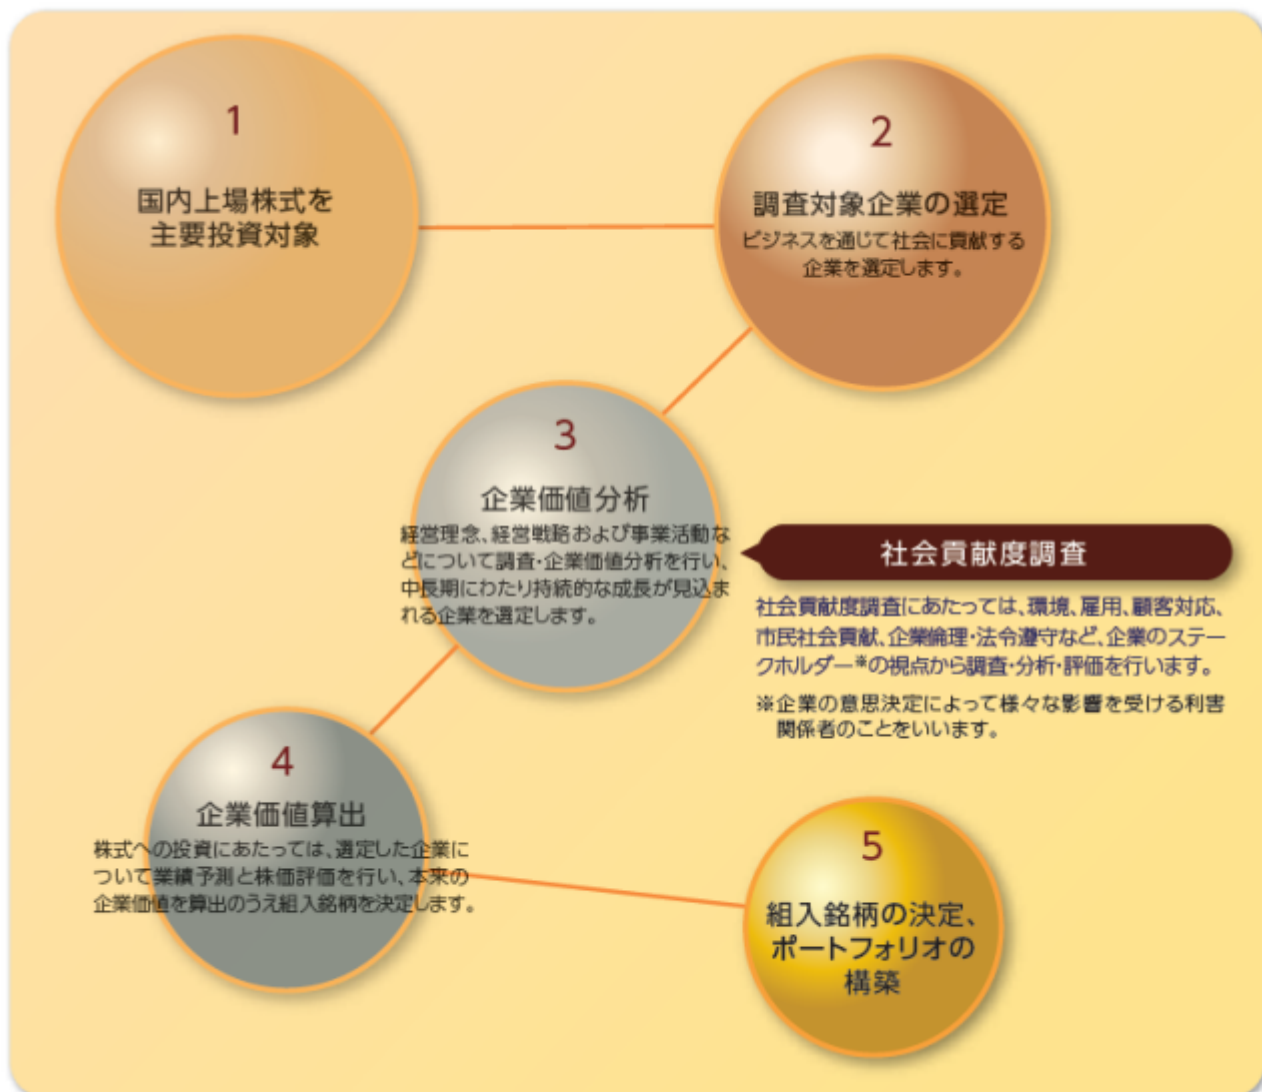 1
国内上場株式を
主要投資対象
2
調査対象企業の選定
ビジネスを通じて社会に貢献する
企業を選定します。
3
企業価値分析
経営理念、経営戦略および事業活動な
どについて調査・企業価値分析を行い、
中長期にわたり持続的な成長が見込ま
れる企業を選定します。
社会貢献度調査
社会貢献度調査にあたっては、環境、雇用、顧客対応、
市民社会貢献、企業倫理・法令遵守など、企業のステー
クホルダー※の視点から調査・分析・評価を行います。
※企業の意思決定によって様々な影響を受ける利害
関係者のことをいいます。
4
企業価値算出
株式への投資にあたっては、選定した企業に
ついて業績予測と株価評価を行い、本来の
企業価値を算出のうえ組入銘柄を決定します。
5
組入銘柄の決定、
ポートフォリオの
構築